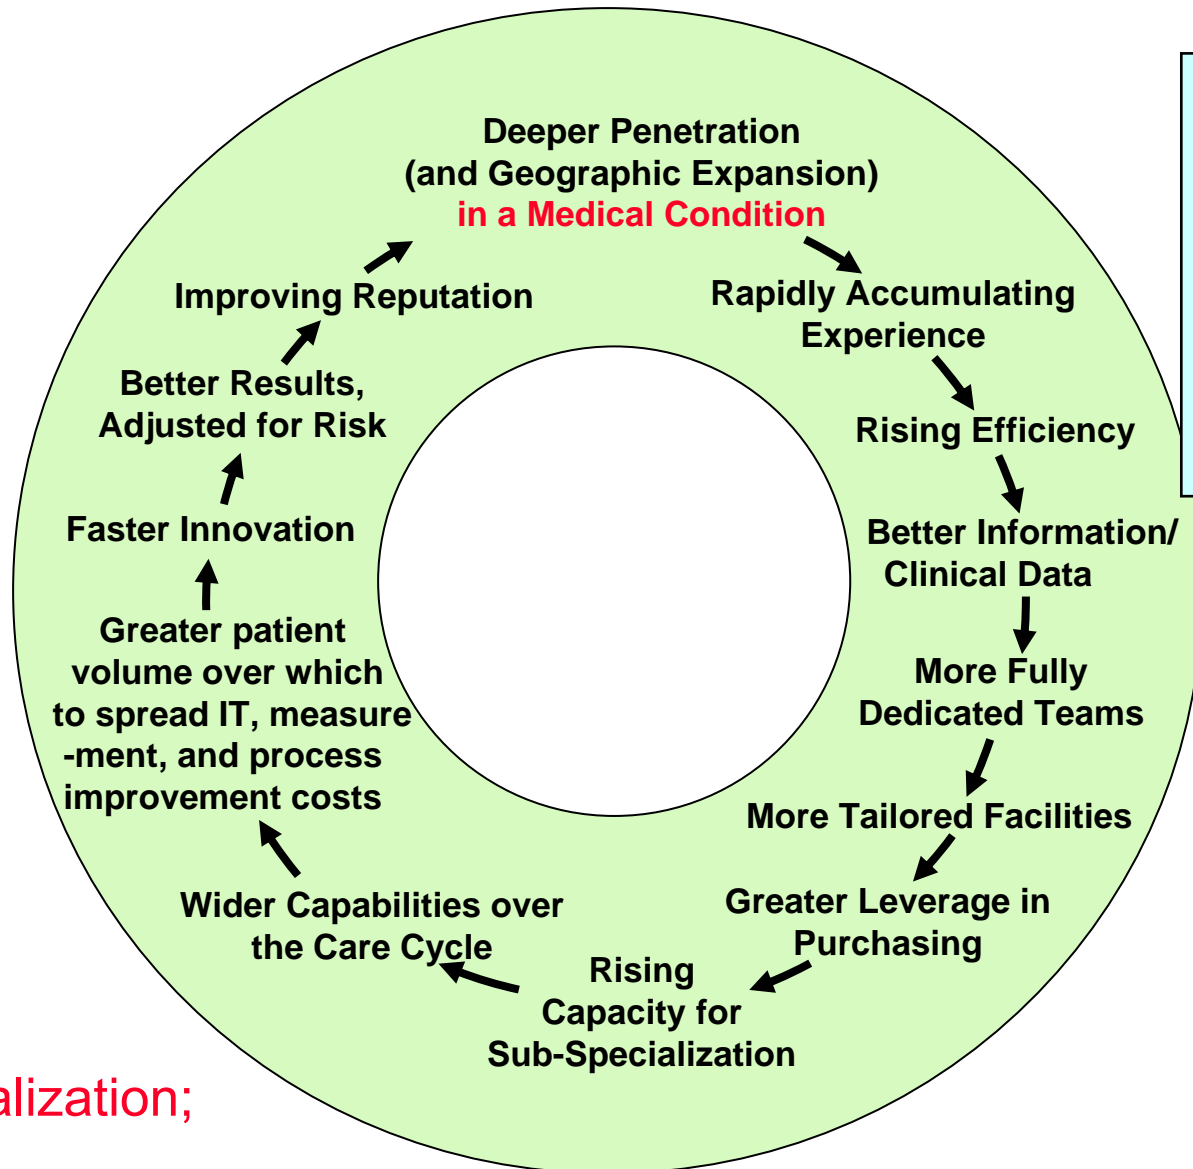 Deeper Penetration
(and Geographic Expansion)
in a Medical Condition
Rapidly Accumulating
Experience
Rising Efficiency
Better Information/
Clinical Data
More Fully
Dedicated Teams
More Tailored Facilities
Greater Leverage in
Purchasing
Rising
Capacity for
Sub-Specialization
Wider Capabilities over
the Care Cycle
Greater patient
volume over which
to spread IT, measure
-ment, and process
improvement costs
Faster Innovation
Better Results,
Adjusted for Risk
Improving Reputation
alization;